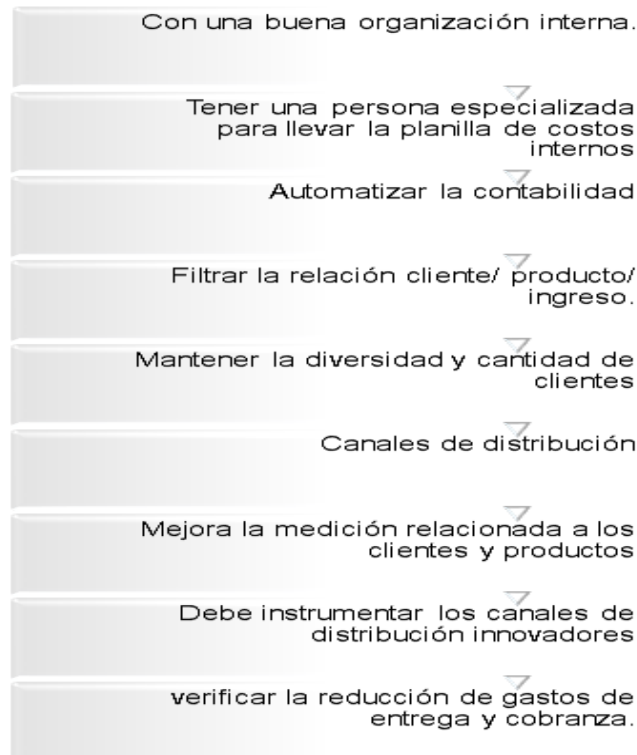 Con una buena organización interna.
Tener una persona especializada
para llevar la planilla de costos
internos
Automatizar la contabilidad
Filtrar la relación cliente/ producto/
ingreso.
Mantener la diversidad y cantidad de
clientes
Canales de distribución
Mejora la medición relacionada a los
clientes y productos
Debe instrumentar los canales de
distribución innovadores
verificar la reducción de gastos de
entrega y cobranza.